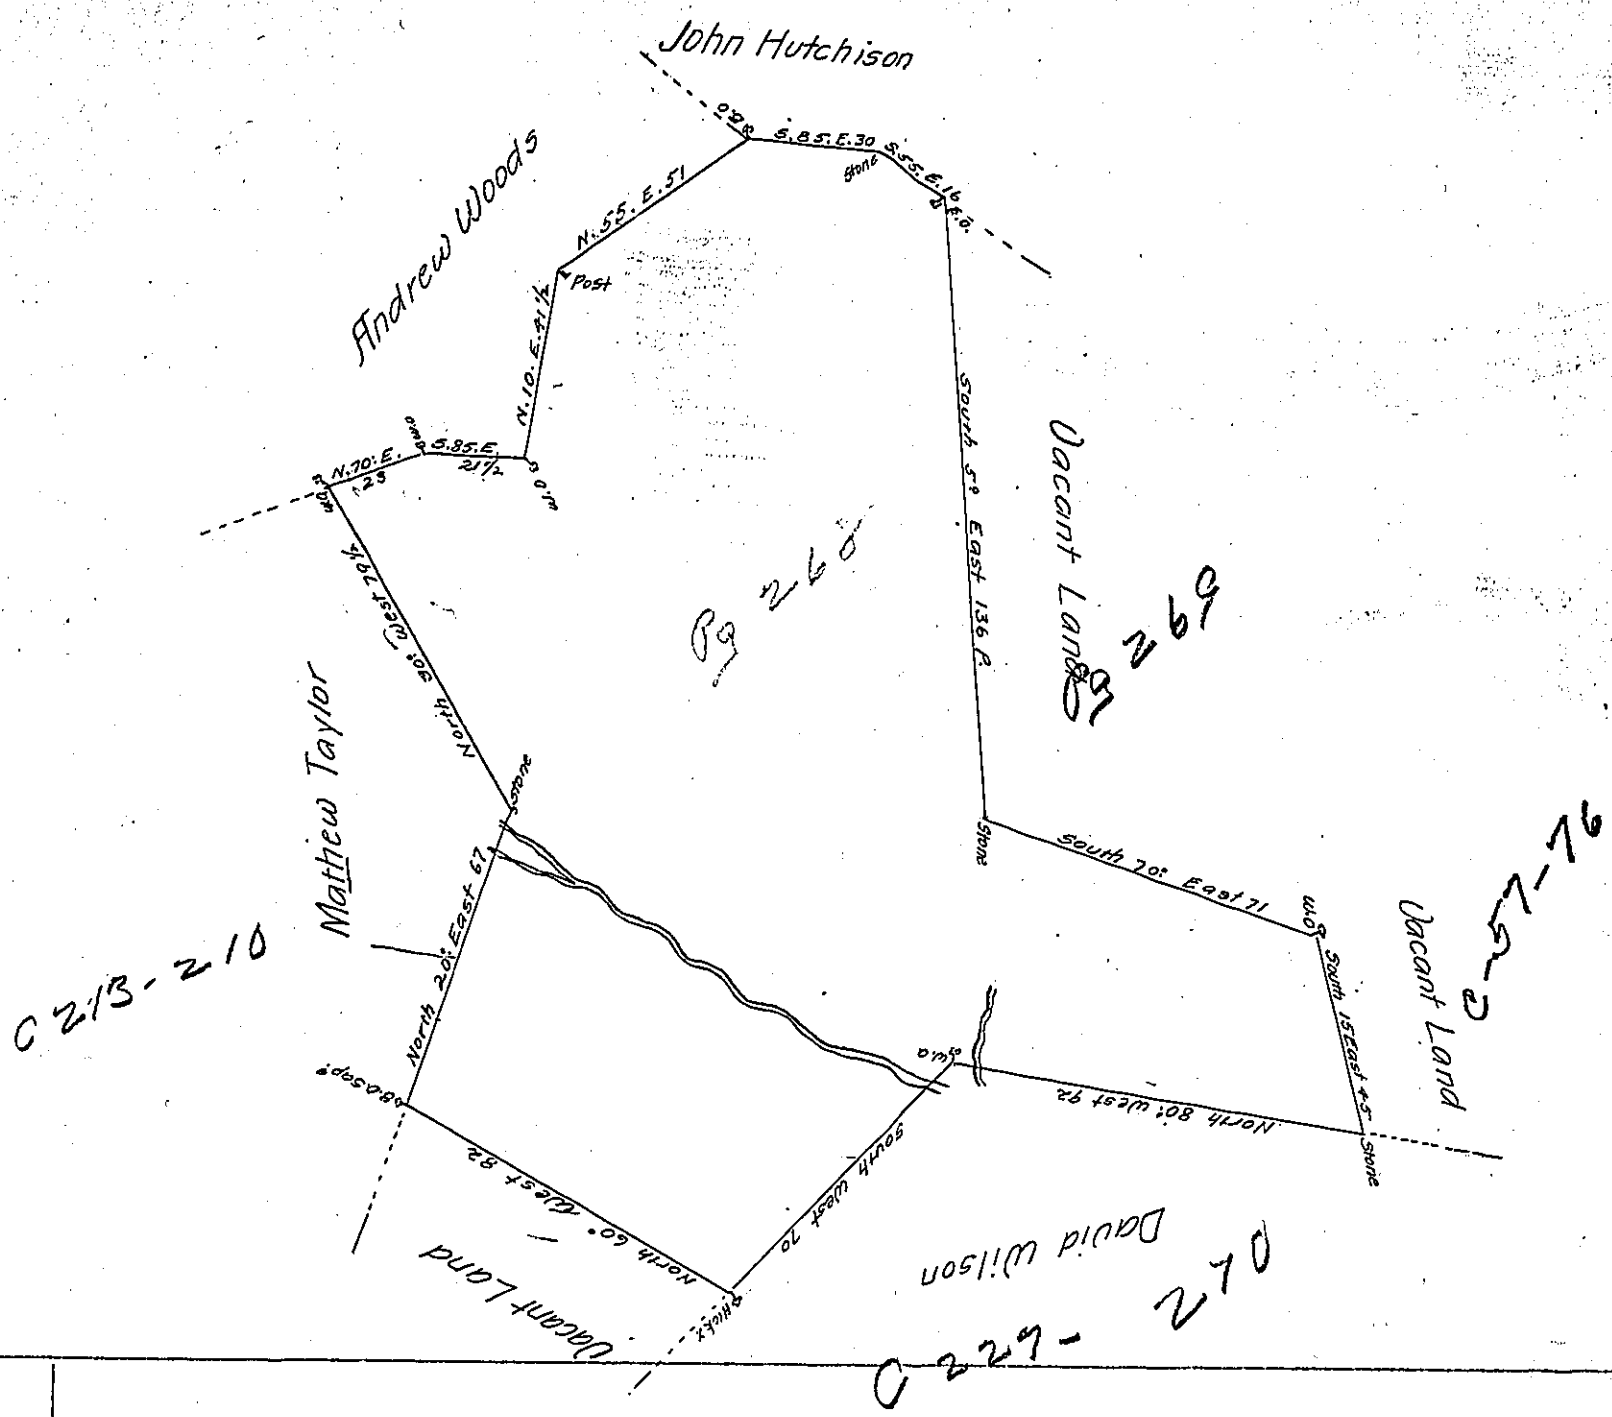 John Hutchison
Andrew Woods
B.O
S.85.E.30
Stone
S.55.E.16
B.O.
N.55.E.51
Post
N.10.E.41½
W.O
S.85.E.
21½
W.O
N.70.E.
23
W.O
North 30° West 79½
Stone
South 5° East 136 P.
Vacant Land
Pg 269
Pg 268
Mathew Taylor
C 213-210
North 20° East 67
B.O.Sap?
North 60° West 82
Vacant Land
Hick.y
South West 70
W.O
North 80° West 92
Stone
South 15 East 45
W.O
South 70° East 71
Stone
Vacant Land
C-57-76
David Wilson
C 229-270